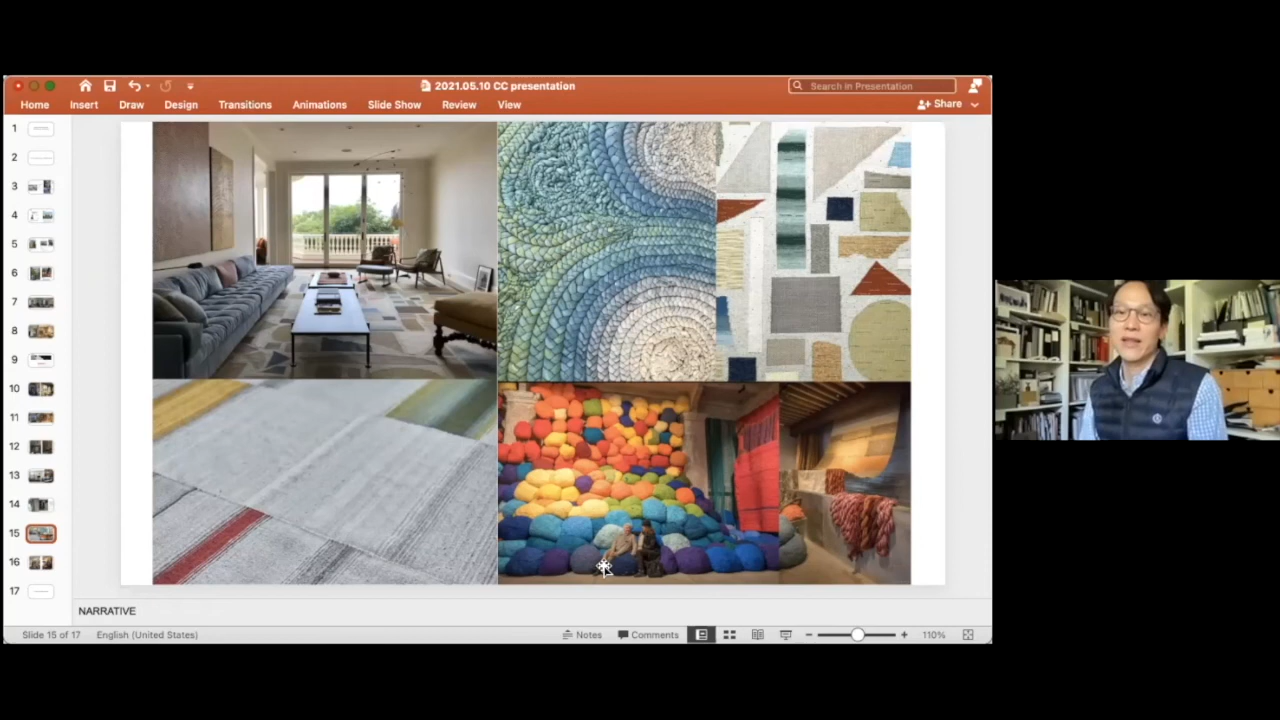 2021.05.10 CC presentation
Search in Presentation
Home Insert Draw Design Transitions Animations Slide Show Review View
Share
1
2
3
4
5
6
7
8
9
10
11
12
13
14
15
16
17
NARRATIVE
Slide 15 of 17 English (United States) Notes Comments 110%